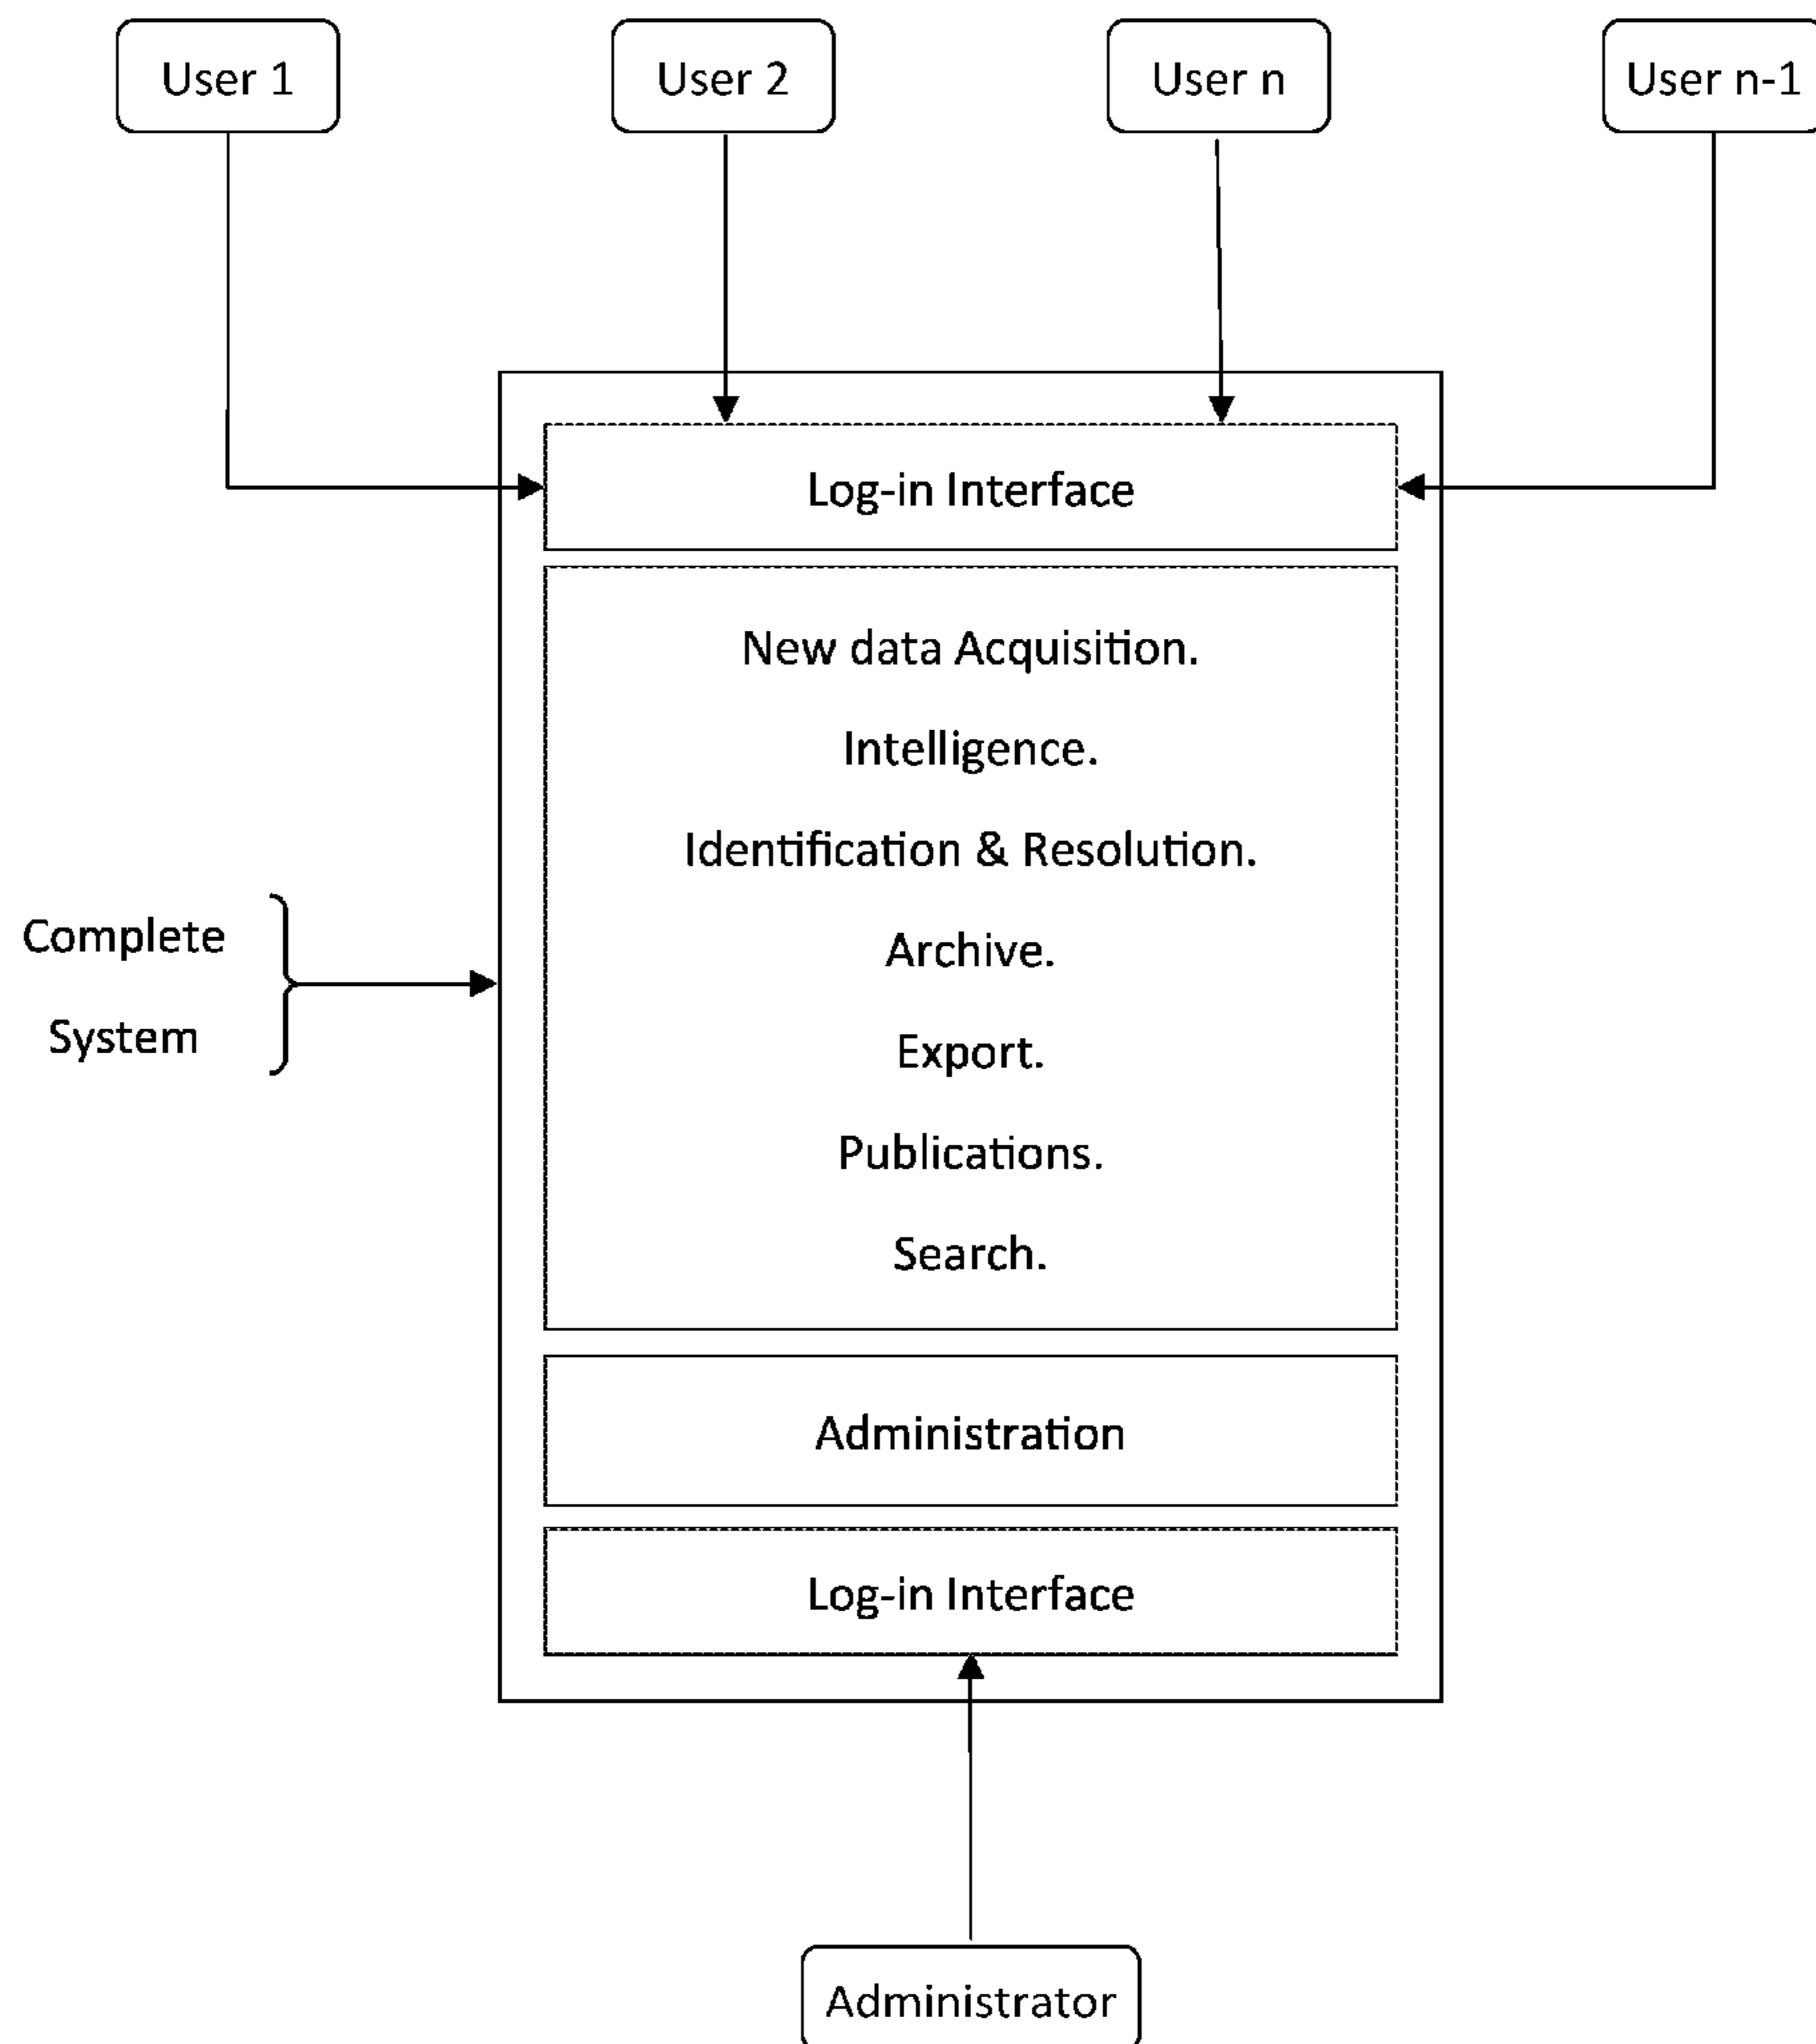 User 1
User 2
User n
User n-1
Log-in Interface
New data Acquisition.
Intelligence.
Identification & Resolution.
Archive.
Export.
Publications.
Search.
Complete
System
Administration
Log-in Interface
Administrator